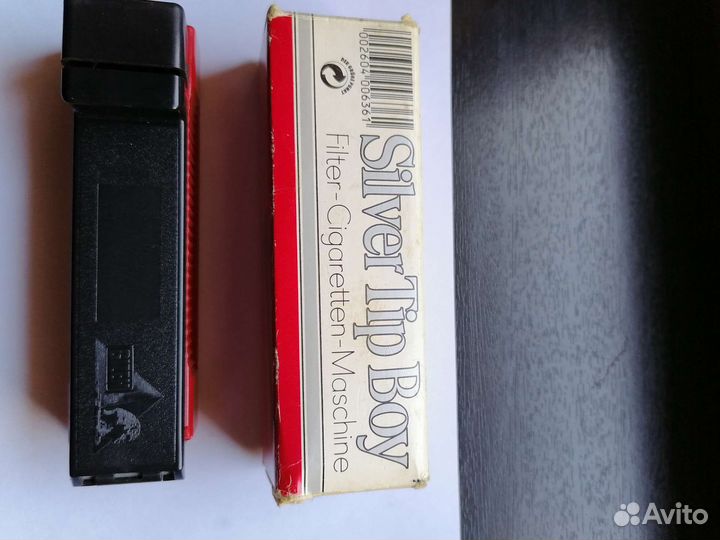 002604 006361
Silver Tip Boy
Filter-Cigaretten-Maschine
Avito